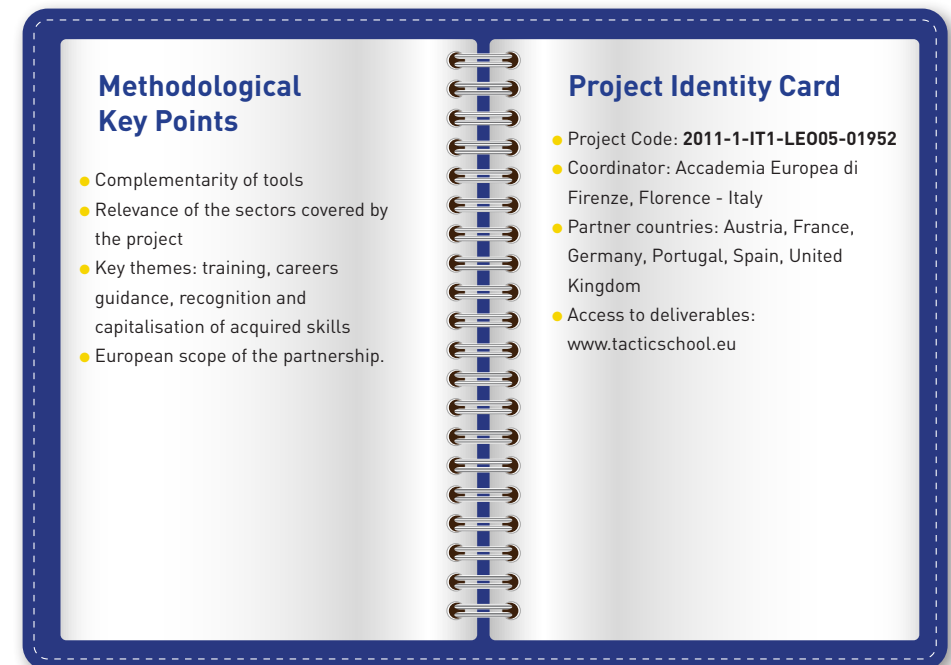 Methodological
Key Points
Complementarity of tools
Relevance of the sectors covered by
the project
Key themes: training, careers
guidance, recognition and
capitalisation of acquired skills
European scope of the partnership.
Project Identity Card
Project Code: 2011-1-IT1-LEO05-01952
Coordinator: Accademia Europea di
Firenze, Florence - Italy
Partner countries: Austria, France,
Germany, Portugal, Spain, United
Kingdom
Access to deliverables:
www.tacticschool.eu